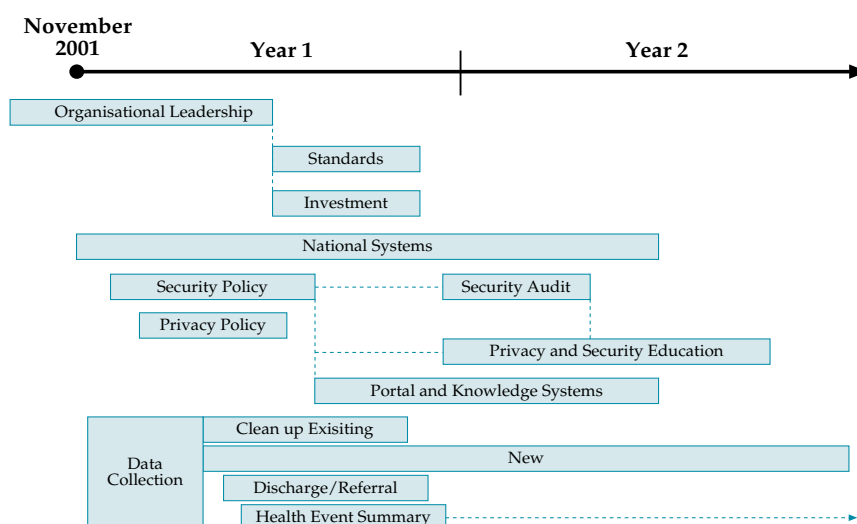 November
2001
Year 1
Year 2
Organisational Leadership
Standards
Investment
National Systems
Security Policy
Security Audit
Privacy Policy
Privacy and Security Education
Portal and Knowledge Systems
Clean up Exisiting
Data
Collection
New
Discharge/Referral
Health Event Summary